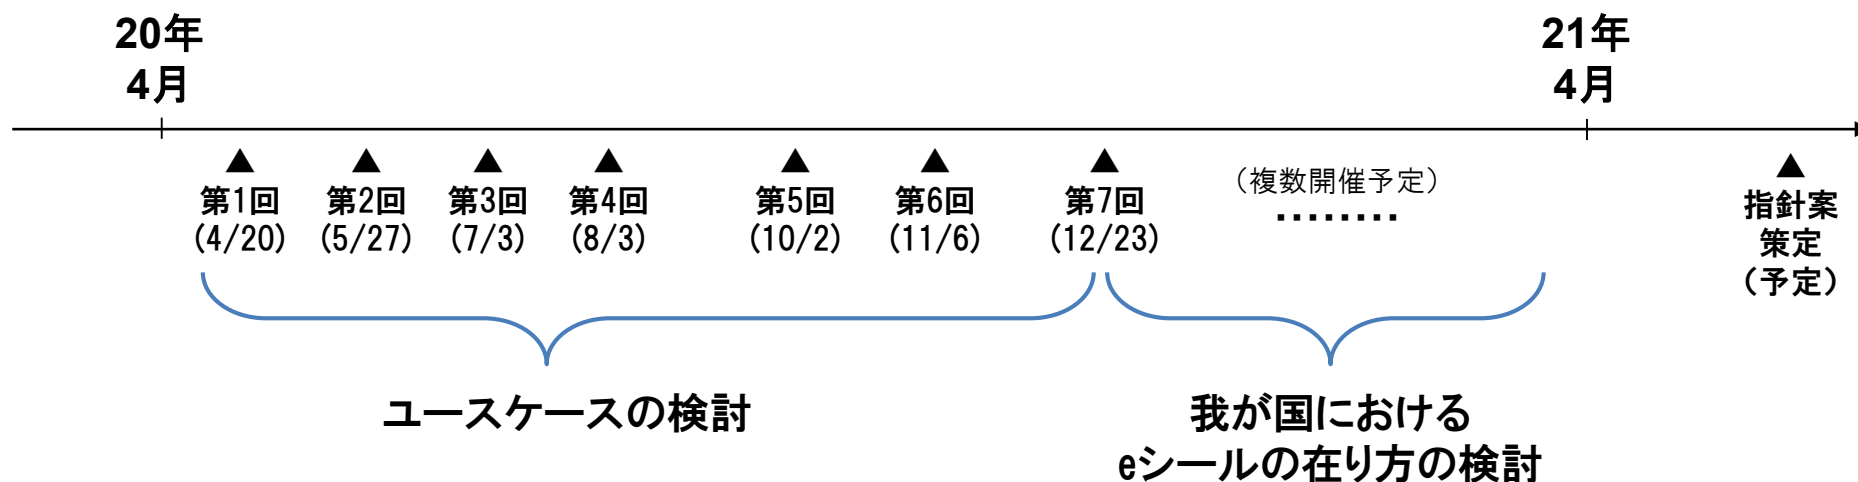 20年
4月
21年
4月
第1回
(4/20)
第2回
(5/27)
第3回
(7/3)
第4回
(8/3)
第5回
(10/2)
第6回
(11/6)
第7回
(12/23)
（複数開催予定）
………
指針案
策定
（予定）
ユースケースの検討
我が国における
eシールの在り方の検討